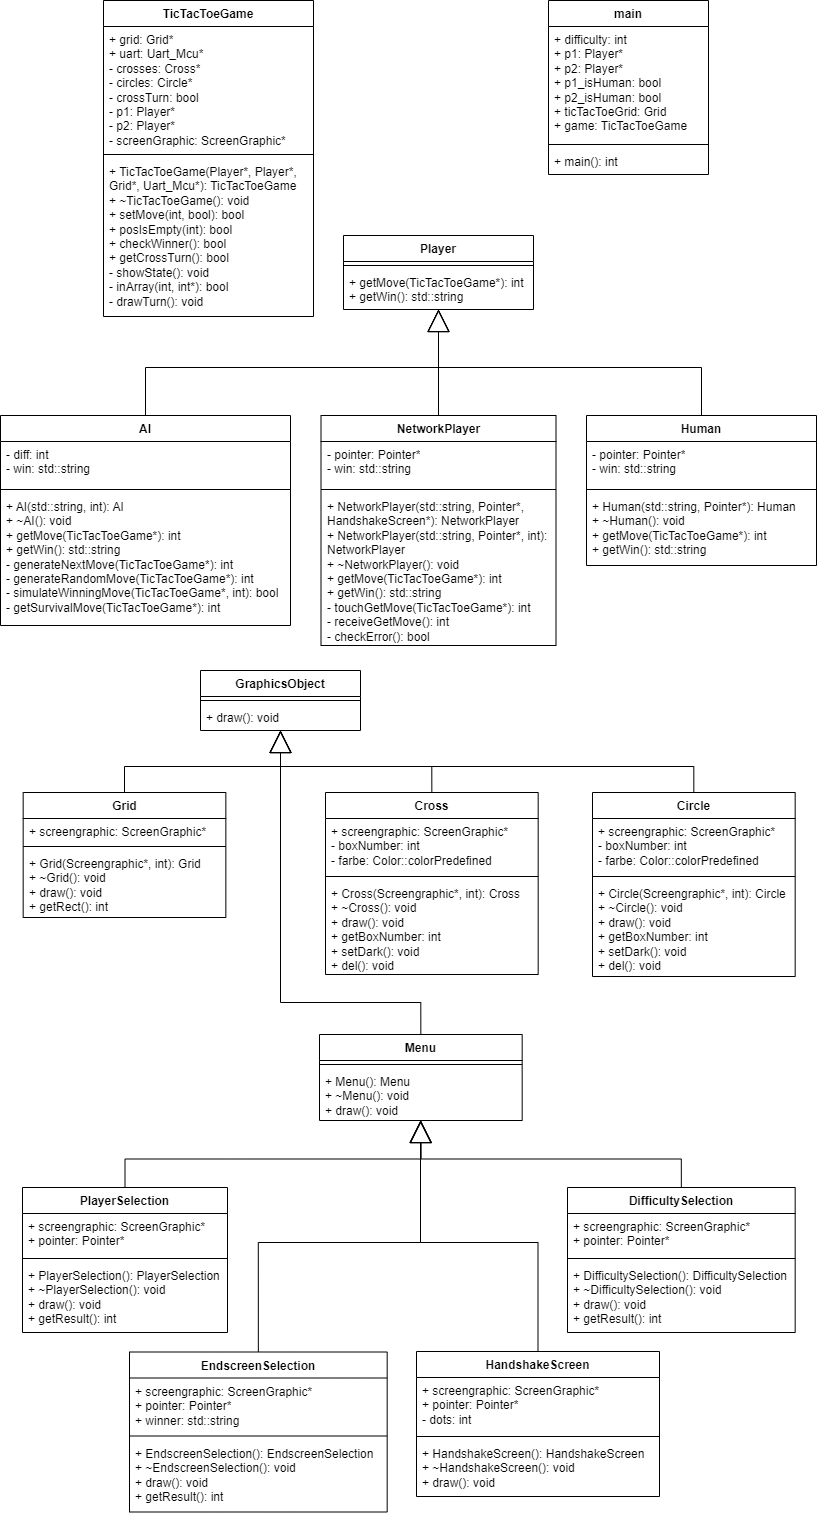 TicTacToeGame
+ grid: Grid*
+ uart: Uart_Mcu*
- crosses: Cross*
- circles: Circle*
- crossTurn: bool
- p1: Player*
- p2: Player*
- screenGraphic: ScreenGraphic*
+ TicTacToeGame(Player*, Player*,
Grid*, Uart_Mcu*): TicTacToeGame
+ ~TicTacToeGame(): void
+ setMove(int, bool): bool
+ posIsEmpty(int): bool
+ checkWinner(): bool
+ getCrossTurn(): bool
- showState(): void
- inArray(int, int*): bool
- drawTurn(): void
main
+ difficulty: int
+ p1: Player*
+ p2: Player*
+ p1_isHuman: bool
+ p2_isHuman: bool
+ ticTacToeGrid: Grid
+ game: TicTacToeGame
+ main(): int
Player
+ getMove(TicTacToeGame*): int
+ getWin(): std::string
AI
- diff: int
- win: std::string
+ AI(std::string, int): AI
+ ~AI(): void
+ getMove(TicTacToeGame*): int
+ getWin(): std::string
- generateNextMove(TicTacToeGame*): int
- generateRandomMove(TicTacToeGame*): int
- simulateWinningMove(TicTacToeGame*, int): bool
- getSurvivalMove(TicTacToeGame*): int
NetworkPlayer
- pointer: Pointer*
- win: std::string
+ NetworkPlayer(std::string, Pointer*,
HandshakeScreen*): NetworkPlayer
+ NetworkPlayer(std::string, Pointer*, int):
NetworkPlayer
+ ~NetworkPlayer(): void
+ getMove(TicTacToeGame*): int
+ getWin(): std::string
- touchGetMove(TicTacToeGame*): int
- receiveGetMove(): int
- checkError(): bool
Human
- pointer: Pointer*
- win: std::string
+ Human(std::string, Pointer*): Human
+ ~Human(): void
+ getMove(TicTacToeGame*): int
+ getWin(): std::string
GraphicsObject
+ draw(): void
Grid
+ screengraphic: ScreenGraphic*
+ Grid(Screengraphic*, int): Grid
+ ~Grid(): void
+ draw(): void
+ getRect(): int
Cross
+ screengraphic: ScreenGraphic*
- boxNumber: int
- farbe: Color::colorPredefined
+ Cross(Screengraphic*, int): Cross
+ ~Cross(): void
+ draw(): void
+ getBoxNumber: int
+ setDark(): void
+ del(): void
Circle
+ screengraphic: ScreenGraphic*
- boxNumber: int
- farbe: Color::colorPredefined
+ Circle(Screengraphic*, int): Circle
+ ~Circle(): void
+ draw(): void
+ getBoxNumber: int
+ setDark(): void
+ del(): void
Menu
+ Menu(): Menu
+ ~Menu(): void
+ draw(): void
PlayerSelection
+ screengraphic: ScreenGraphic*
+ pointer: Pointer*
+ PlayerSelection(): PlayerSelection
+ ~PlayerSelection(): void
+ draw(): void
+ getResult(): int
DifficultySelection
+ screengraphic: ScreenGraphic*
+ pointer: Pointer*
+ DifficultySelection(): DifficultySelection
+ ~DifficultySelection(): void
+ draw(): void
+ getResult(): int
EndscreenSelection
+ screengraphic: ScreenGraphic*
+ pointer: Pointer*
+ winner: std::string
+ EndscreenSelection(): EndscreenSelection
+ ~EndscreenSelection(): void
+ draw(): void
+ getResult(): int
HandshakeScreen
+ screengraphic: ScreenGraphic*
+ pointer: Pointer*
- dots: int
+ HandshakeScreen(): HandshakeScreen
+ ~HandshakeScreen(): void
+ draw(): void